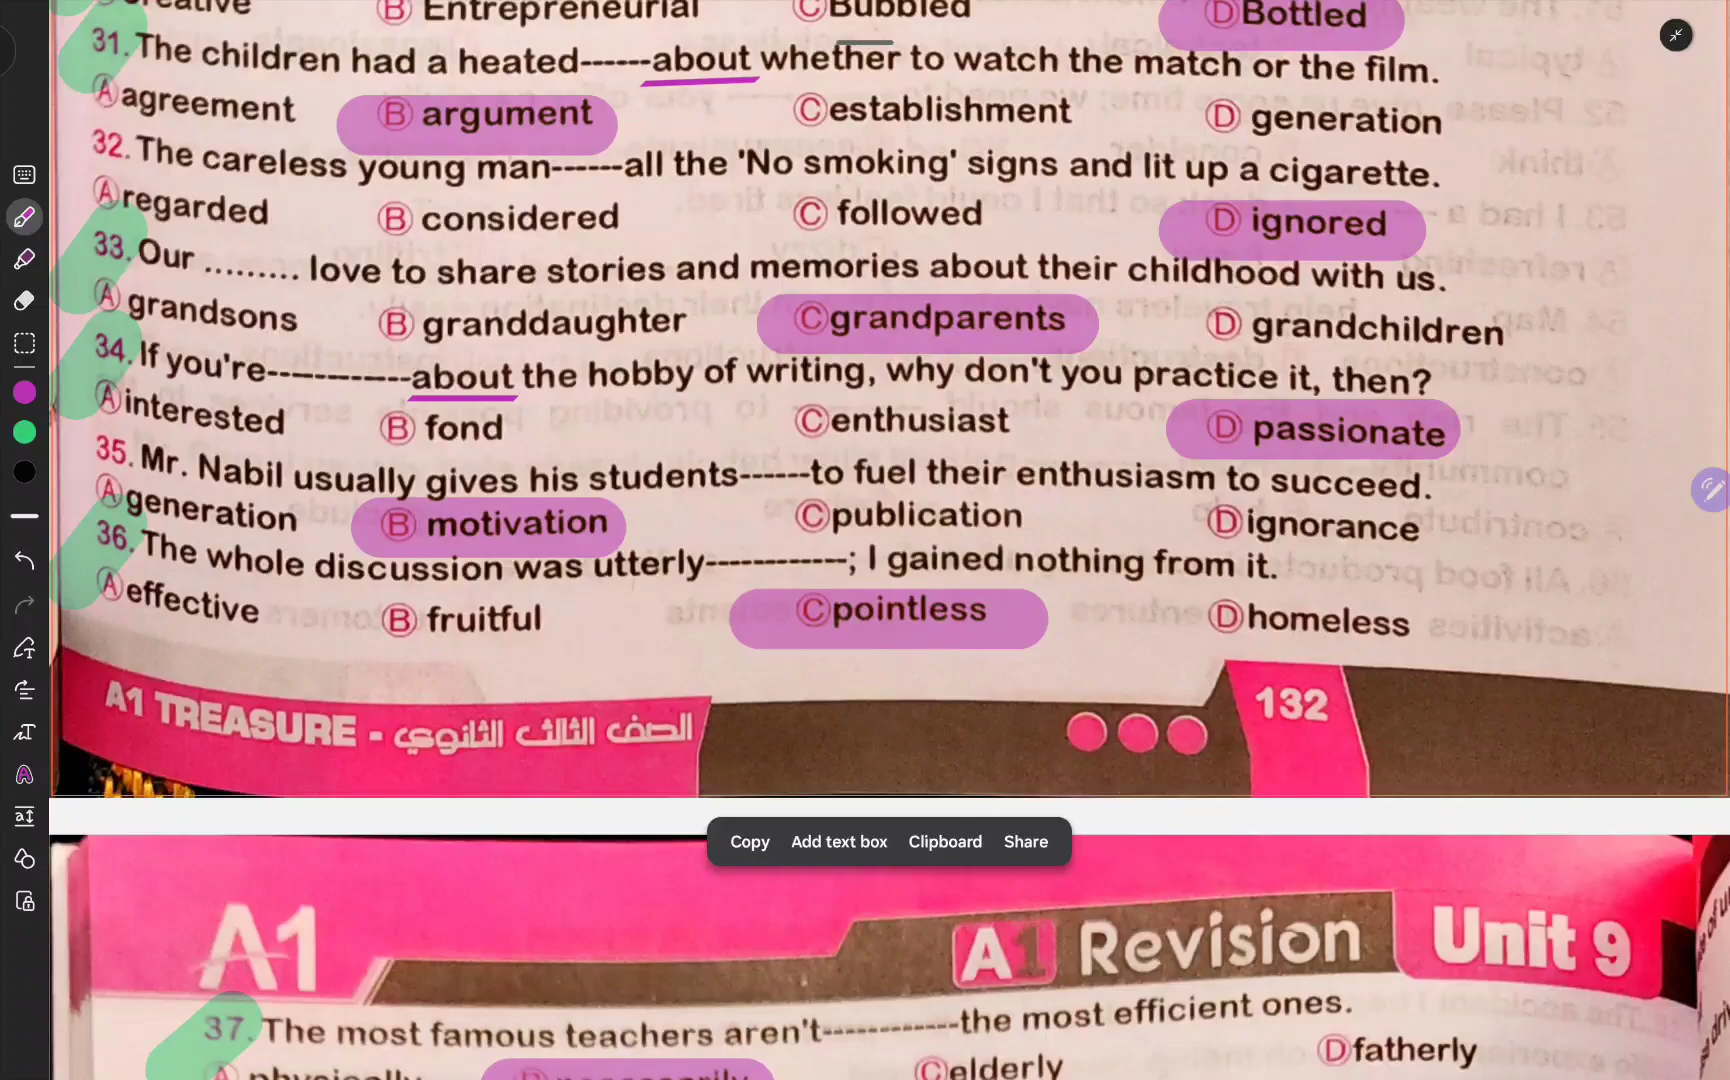 Ⓑ Entrepreneurial Ⓒ Bubbled Ⓓ Bottled
31. The children had a heated------about whether to watch the match or the film.
Ⓐ agreement Ⓑ argument Ⓒ establishment Ⓓ generation
32. The careless young man------all the 'No smoking' signs and lit up a cigarette.
Ⓐ regarded Ⓑ considered Ⓒ followed Ⓓ ignored
33. Our ......... love to share stories and memories about their childhood with us.
Ⓐ grandsons Ⓑ granddaughter Ⓒ grandparents Ⓓ grandchildren
34. If you're------------about the hobby of writing, why don't you practice it, then?
Ⓐ interested Ⓑ fond Ⓒ enthusiast Ⓓ passionate
35. Mr. Nabil usually gives his students------to fuel their enthusiasm to succeed.
Ⓐ generation Ⓑ motivation Ⓒ publication Ⓓ ignorance
36. The whole discussion was utterly------------; I gained nothing from it.
Ⓐ effective Ⓑ fruitful Ⓒ pointless Ⓓ homeless
A1 TREASURE - الصف الثالث الثانوي 132
Copy Add text box Clipboard Share
A1 A1 Revision Unit 9
37. The most famous teachers aren't------------the most efficient ones.
Ⓒ elderly Ⓓ fatherly